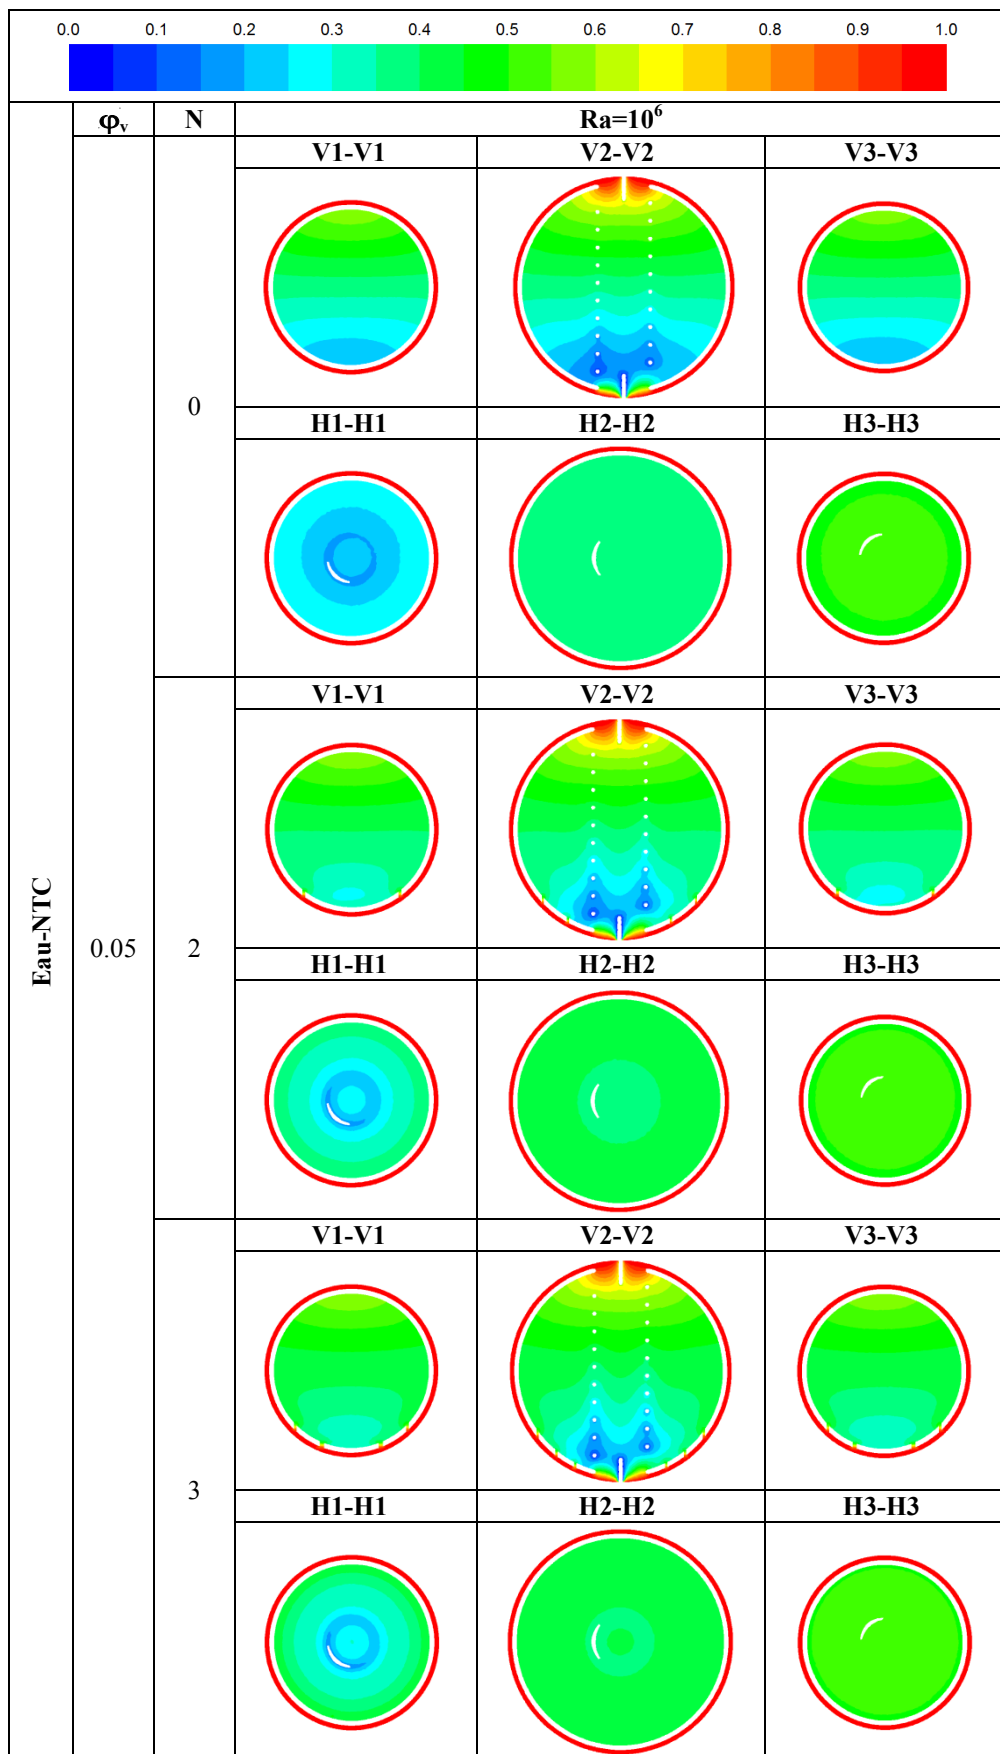 0.0 0.1 0.2 0.3 0.4 0.5 0.6 0.7 0.8 0.9 1.0
φv N Ra=10⁶
V1-V1 V2-V2 V3-V3
0
H1-H1 H2-H2 H3-H3
V1-V1 V2-V2 V3-V3
Eau-NTC
0.05 2
H1-H1 H2-H2 H3-H3
V1-V1 V2-V2 V3-V3
3
H1-H1 H2-H2 H3-H3